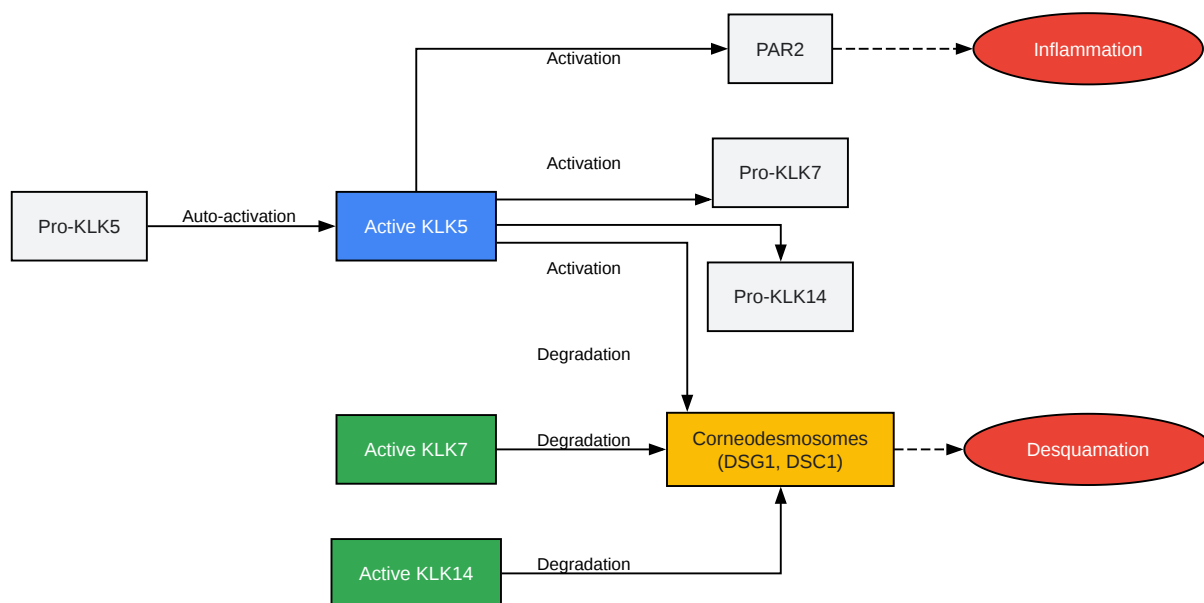 PAR2
Inflammation
Activation
Activation
Pro-KLK7
Pro-KLK5
Auto-activation
Active KLK5
Activation
Pro-KLK14
Degradation
Active KLK7
Degradation
Corneodesmosomes
(DSG1, DSC1)
Desquamation
Active KLK14
Degradation